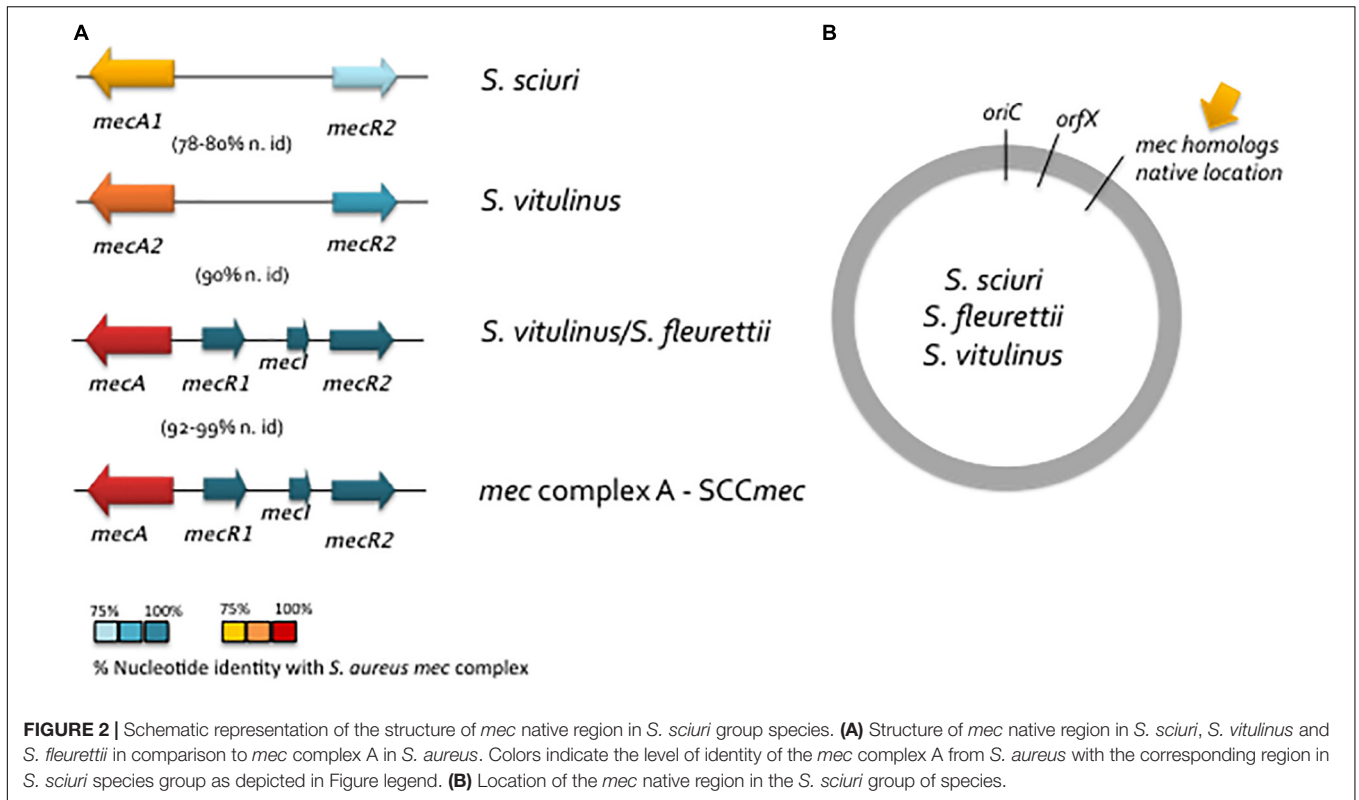 A
mecA1
mecR2
S. sciuri
(78-80% n. id)
mecA2
mecR2
S. vitulinus
(90% n. id)
mecA
mecR1
mecI
mecR2
S. vitulinus/S. fleurettii
(92-99% n. id)
mecA
mecR1
mecI
mecR2
mec complex A - SCCmec
75% 100% 75% 100%
% Nucleotide identity with S. aureus mec complex
B
oriC
orfX
mec homologs
native location
S. sciuri
S. fleurettii
S. vitulinus
FIGURE 2 | Schematic representation of the structure of mec native region in S. sciuri group species. (A) Structure of mec native region in S. sciuri, S. vitulinus and
S. fleurettii in comparison to mec complex A in S. aureus. Colors indicate the level of identity of the mec complex A from S. aureus with the corresponding region in
S. sciuri species group as depicted in Figure legend. (B) Location of the mec native region in the S. sciuri group of species.